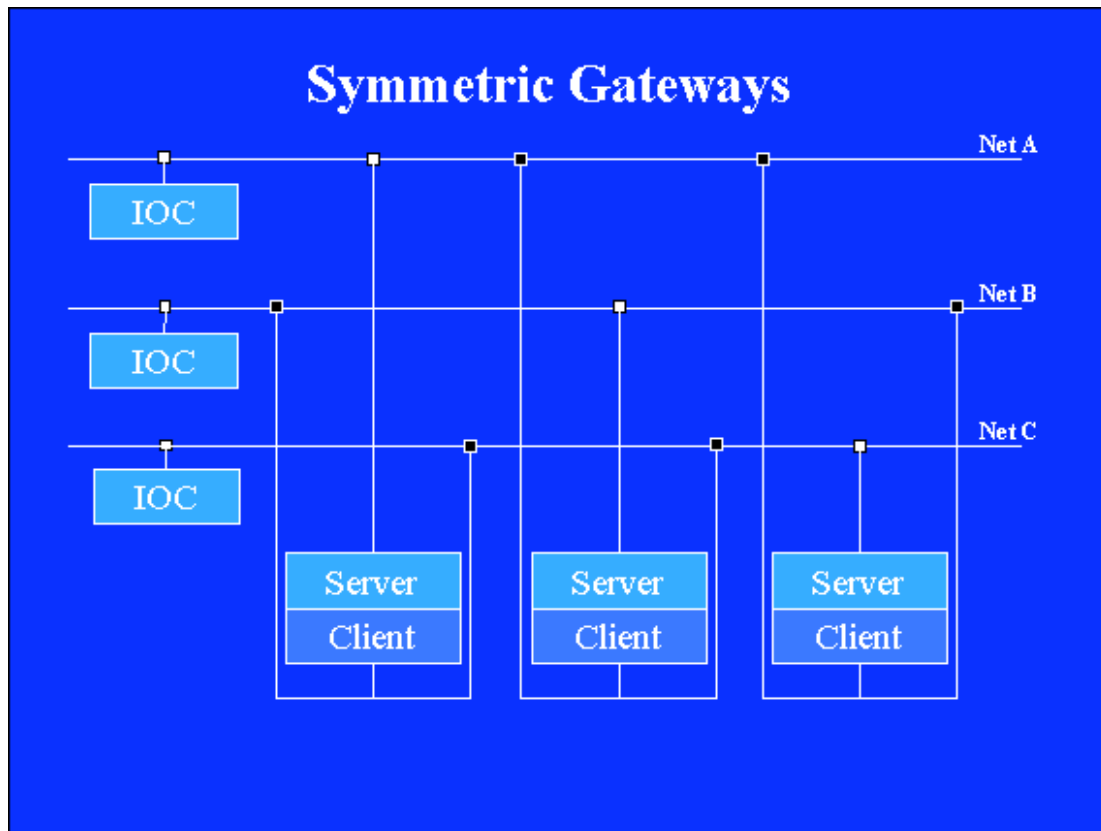 Symmetric Gateways
Net A
IOC
Net B
IOC
Net C
IOC
Server Server Server
Client Client Client